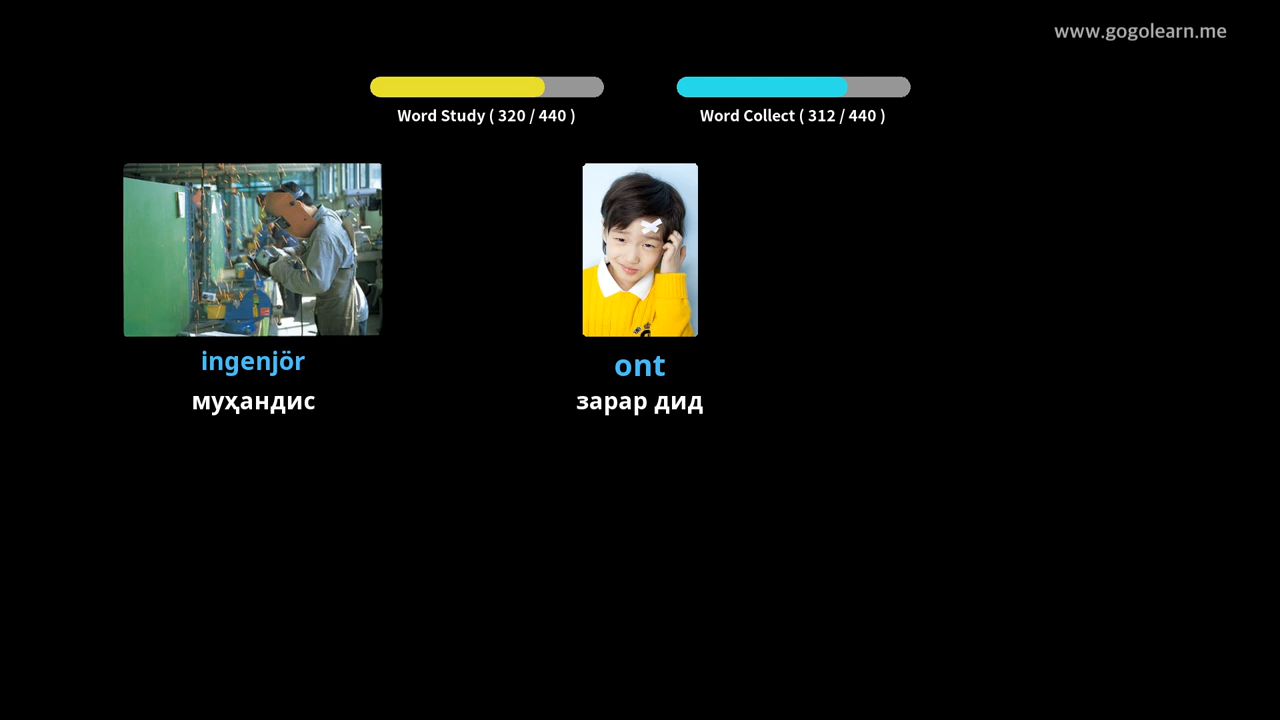 www.gogolearn.me
Word Study ( 320 / 440 )
Word Collect ( 312 / 440 )
ingenjör
муҳандис
ont
зарар дид